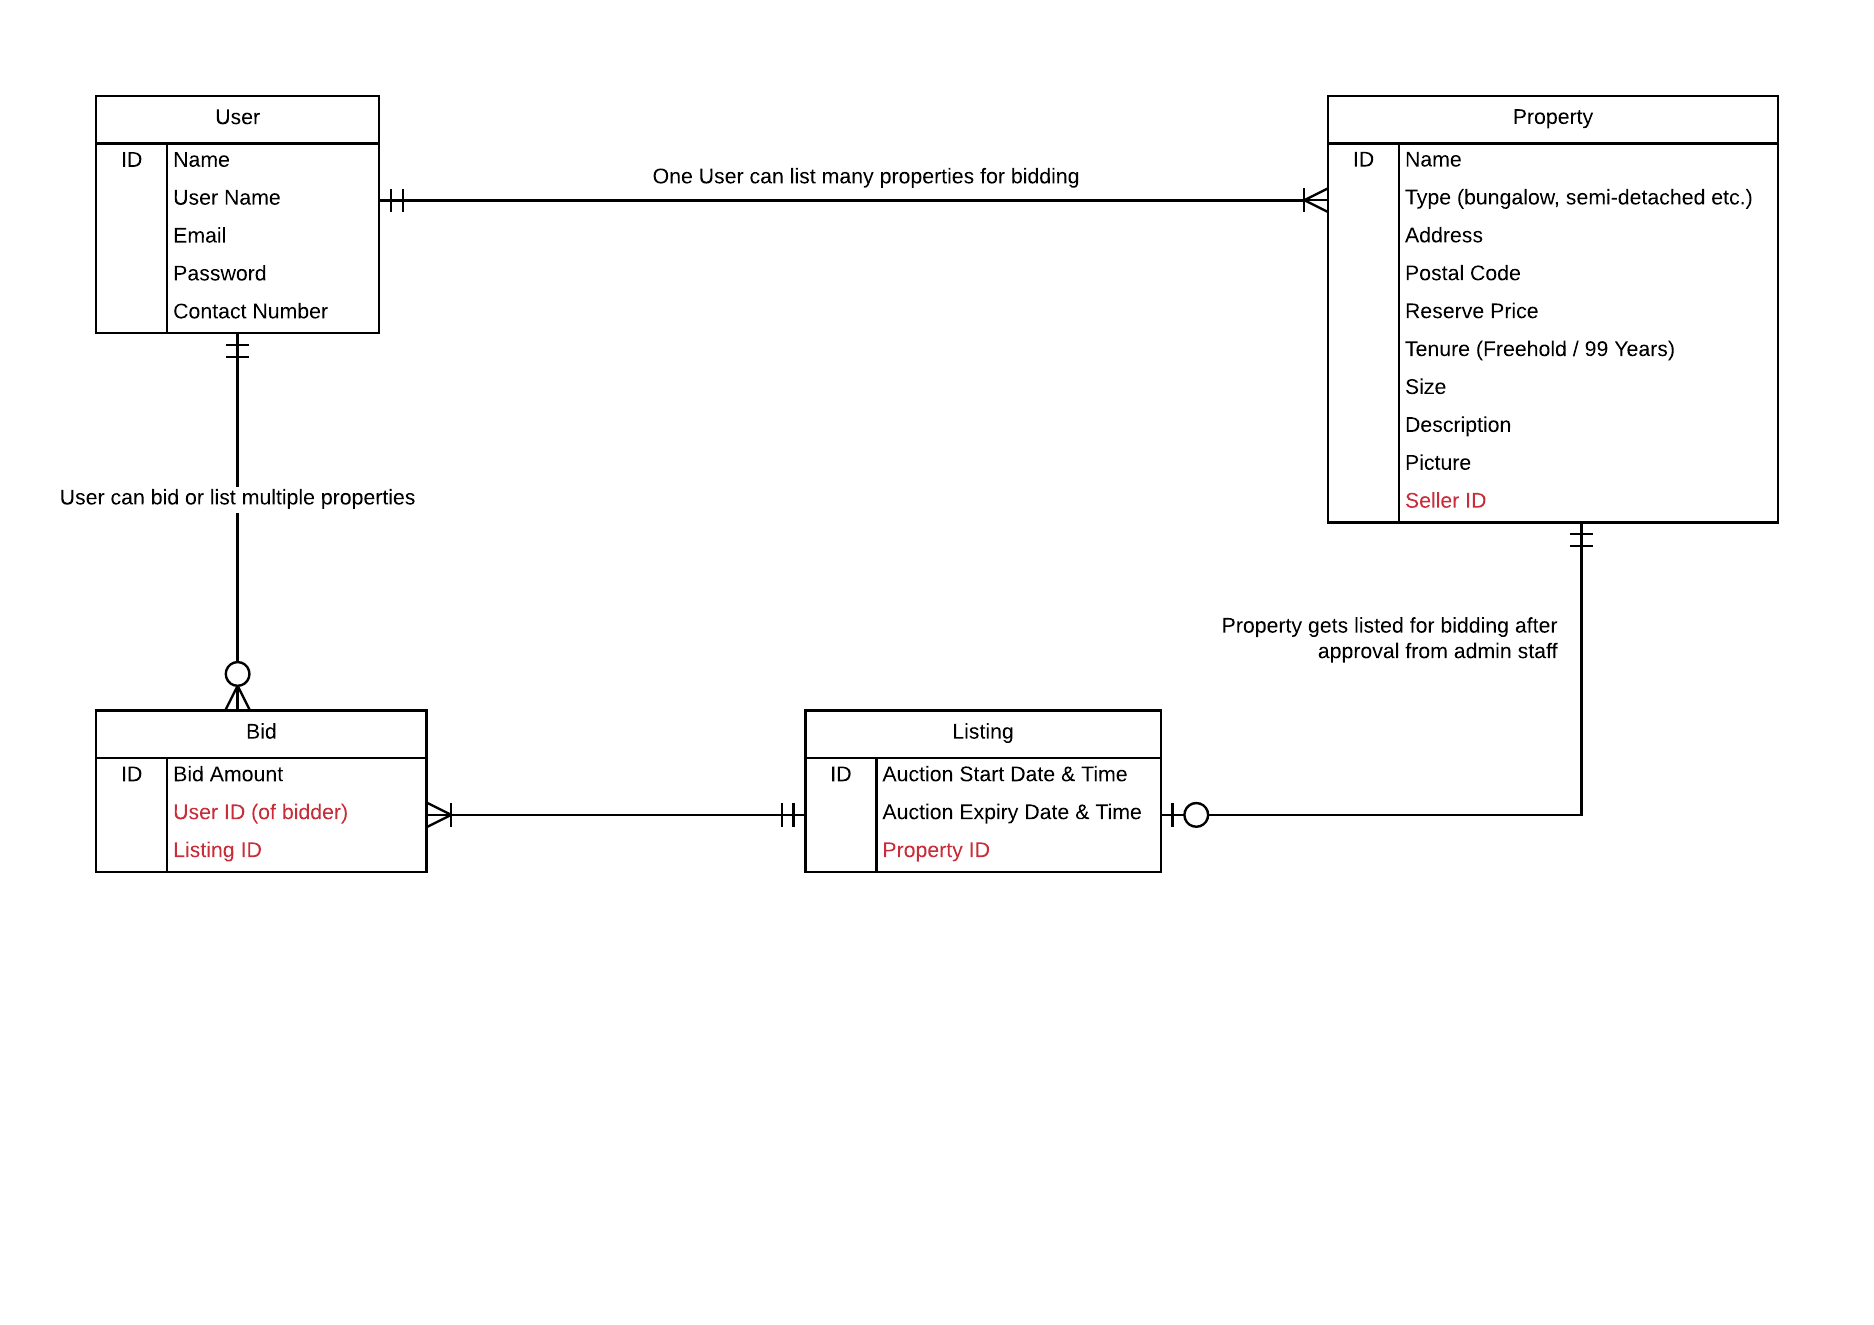 User
ID
Name
User Name
Email
Password
Contact Number
One User can list many properties for bidding
Property
ID
Name
Type (bungalow, semi-detached etc.)
Address
Postal Code
Reserve Price
Tenure (Freehold / 99 Years)
Size
Description
Picture
Seller ID
User can bid or list multiple properties
Property gets listed for bidding after
approval from admin staff
Bid
ID
Bid Amount
User ID (of bidder)
Listing ID
Listing
ID
Auction Start Date & Time
Auction Expiry Date & Time
Property ID